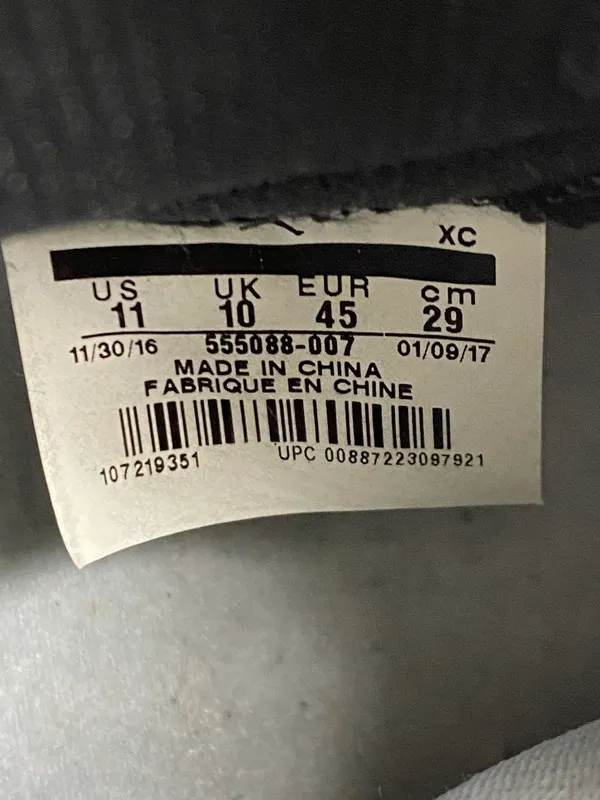 XC
US UK EUR cm
11 10 45 29
11/30/16 555088-007 01/09/17
MADE IN CHINA
FABRIQUE EN CHINE
107219351 UPC 00887223097921